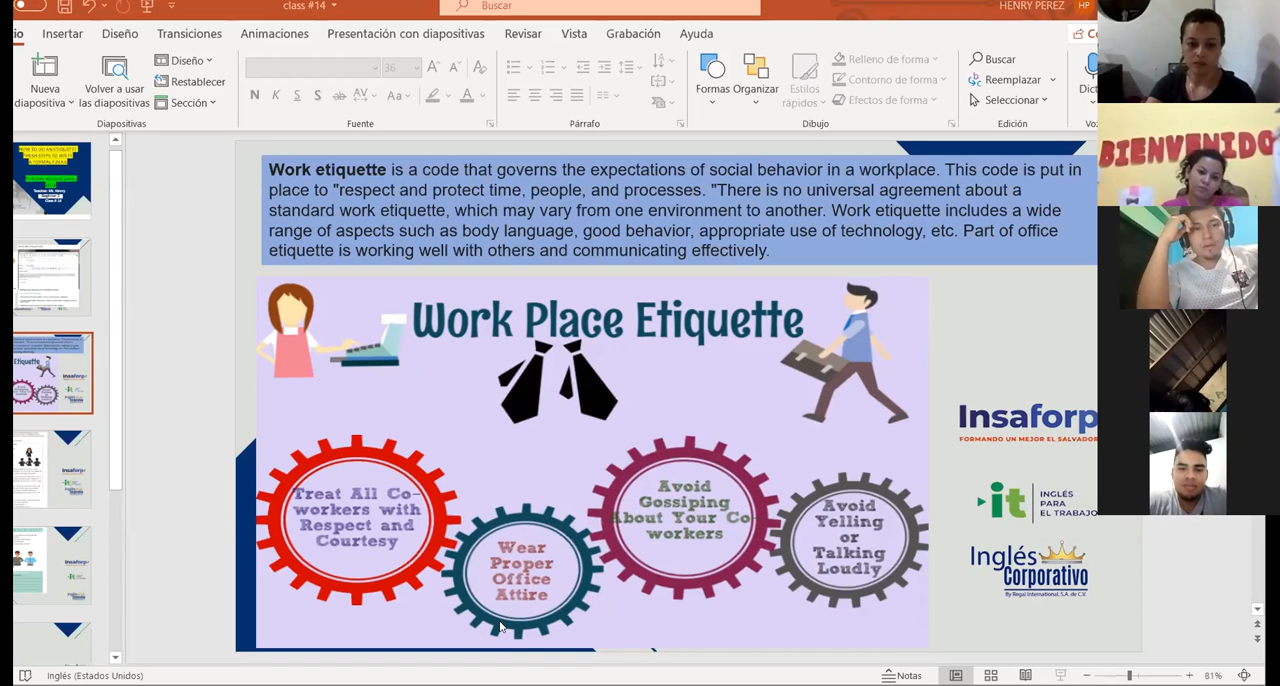 class #14
Buscar
HENRY PEREZ
HP
Insertar
Diseño
Transiciones
Animaciones
Presentación con diapositivas
Revisar
Vista
Grabación
Ayuda
Nueva
diapositiva
Volver a usar
las diapositivas
Diseño
Restablecer
Sección
Diapositivas
36
N K S S ab AV Aa A
Fuente
Párrafo
Formas
Organizar
Estilos
rápidos
Relleno de forma
Contorno de forma
Efectos de forma
Dibujo
Buscar
Reemplazar
Seleccionar
Edición
Work etiquette is a code that governs the expectations of social behavior in a workplace. This code is put in
place to "respect and protect time, people, and processes. "There is no universal agreement about a
standard work etiquette, which may vary from one environment to another. Work etiquette includes a wide
range of aspects such as body language, good behavior, appropriate use of technology, etc. Part of office
etiquette is working well with others and communicating effectively.
Work Place Etiquette
Treat All Co-
workers with
Respect and
Courtesy
Wear
Proper
Office
Attire
Avoid
Gossiping
About Your Co-
workers
Avoid
Yelling
or
Talking
Loudly
Insaforp
FORMANDO UN MEJOR EL SALVADOR
it
INGLÉS
PARA
EL TRABAJO
Inglés
Corporativo
By Regal International, S.A. de C.V.
BIENVENIDO
Inglés (Estados Unidos)
Notas
81%